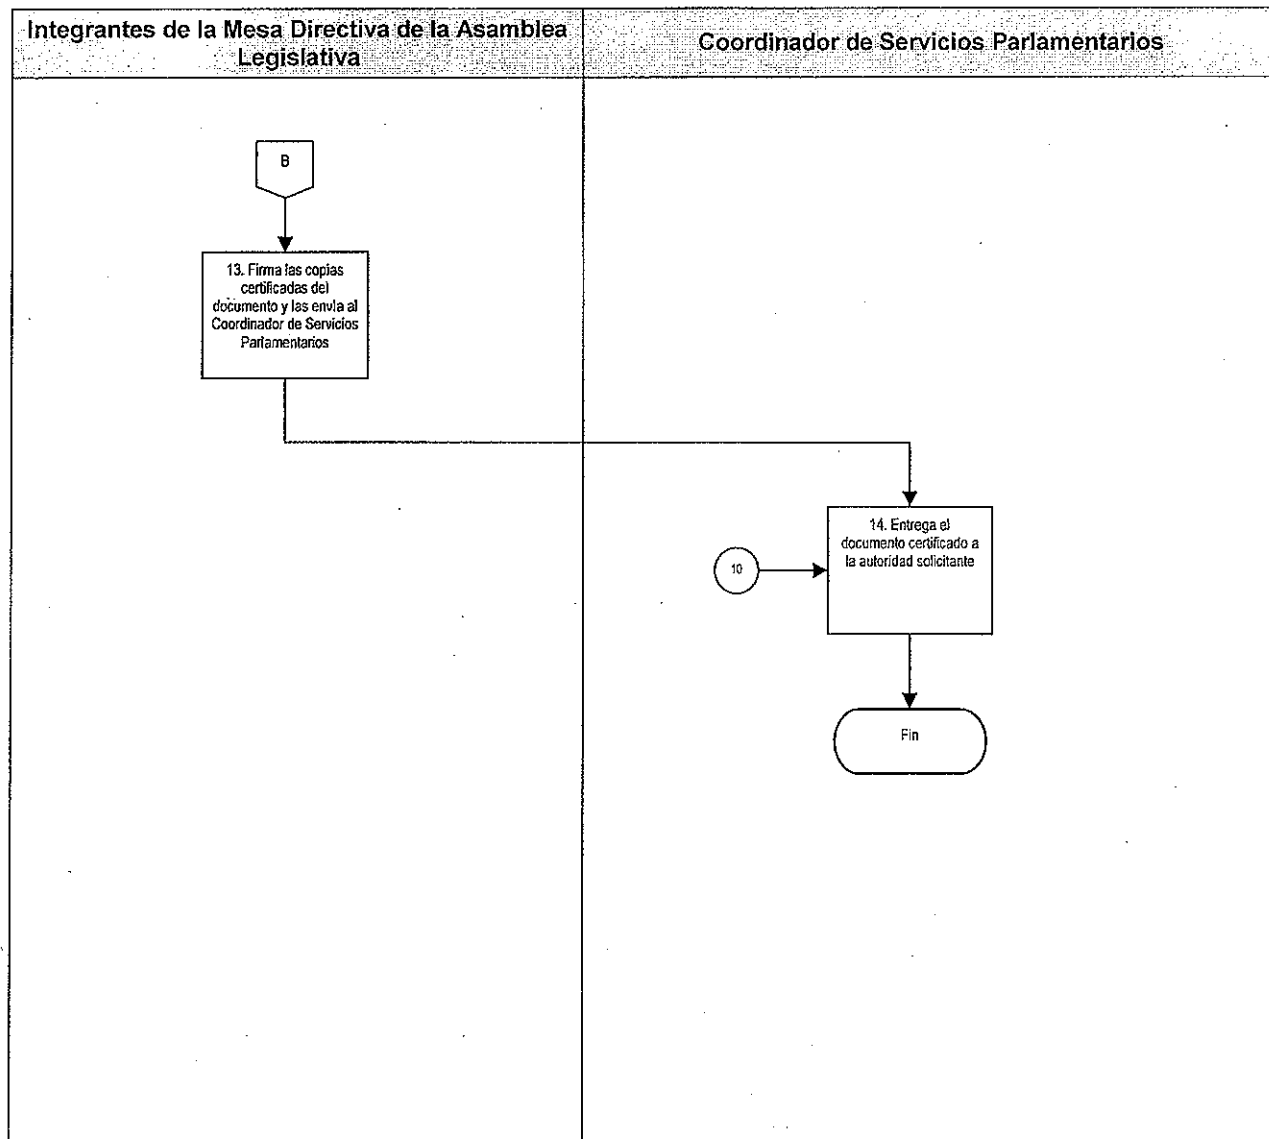 Integrantes de la Mesa Directiva de la Asamblea
Legislativa
Coordinador de Servicios Parlamentarios
B
13. Firma las copias
certificadas del
documento y las envía al
Coordinador de Servicios
Parlamentarios
14. Entrega el
documento certificado a
la autoridad solicitante
10
Fin